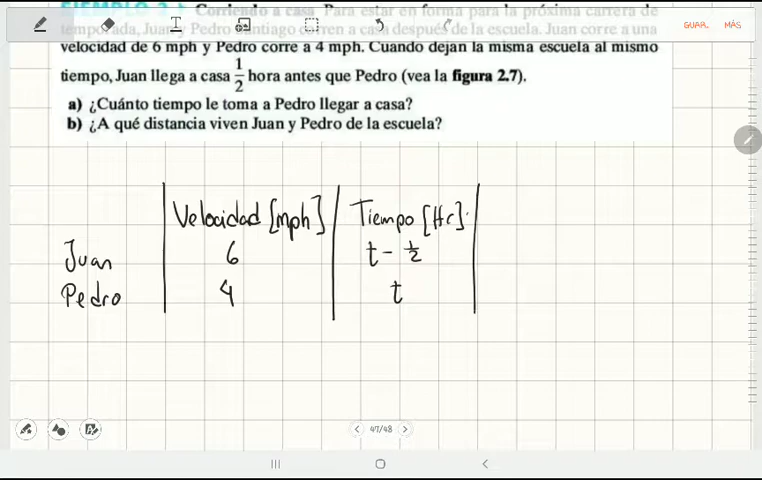 EJEMPLO 2 Corriendo a casa Para estar en forma para la próxima carrera de
temporada, Juan y Pedro Santiago corren a casa después de la escuela. Juan corre a una
GUAR. MÁS
velocidad de 6 mph y Pedro corre a 4 mph. Cuando dejan la misma escuela al mismo
tiempo, Juan llega a casa 1/2 hora antes que Pedro (vea la figura 2.7).
a) ¿Cuánto tiempo le toma a Pedro llegar a casa?
b) ¿A qué distancia viven Juan y Pedro de la escuela?
Velocidad [mph] Tiempo [Hr]
Juan 6 t - 1/2
Pedro 4 t
47/48